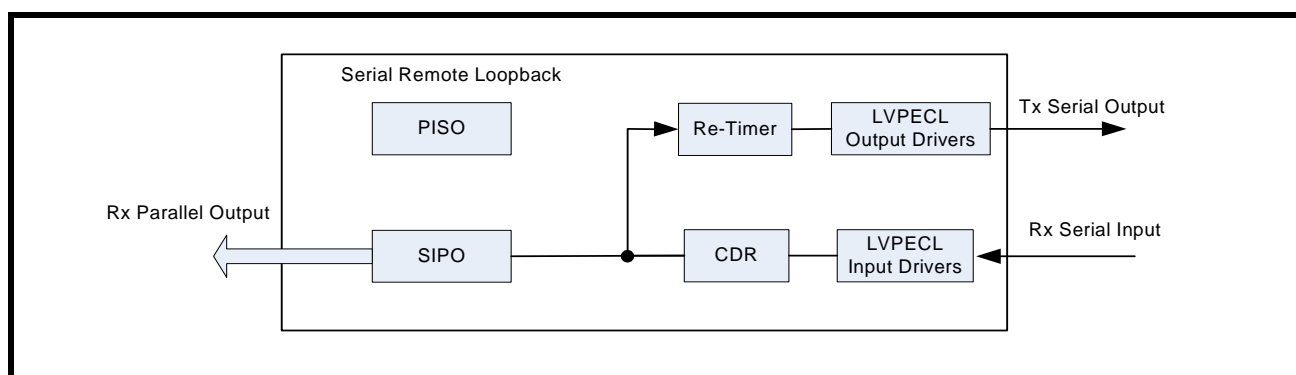 Serial Remote Loopback
PISO
Re-Timer
LVPECL
Output Drivers
Tx Serial Output
Rx Parallel Output
SIPO
CDR
LVPECL
Input Drivers
Rx Serial Input